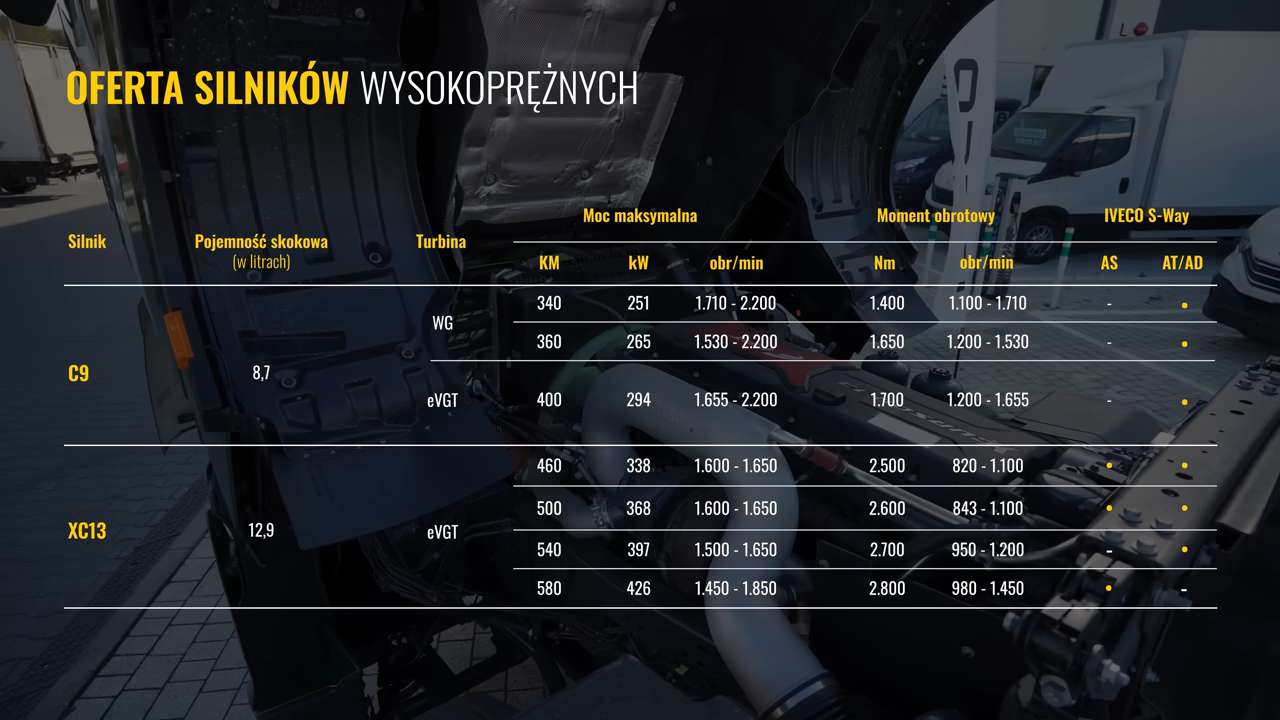 OFERTA SILNIKÓW WYSOKOPRĘŻNYCH
Moc maksymalna Moment obrotowy IVECO S-Way
Silnik Pojemność skokowa Turbina
(w litrach) KM kW obr/min Nm obr/min AS AT/AD
340 251 1.710 - 2.200 1.400 1.100 - 1.710 - •
WG
360 265 1.530 - 2.200 1.650 1.200 - 1.530 - •
C9 8,7
eVGT 400 294 1.655 - 2.200 1.700 1.200 - 1.655 - •
460 338 1.600 - 1.650 2.500 820 - 1.100 • •
500 368 1.600 - 1.650 2.600 843 - 1.100 • •
XC13 12,9 eVGT
540 397 1.500 - 1.650 2.700 950 - 1.200 - •
580 426 1.450 - 1.850 2.800 980 - 1.450 • -